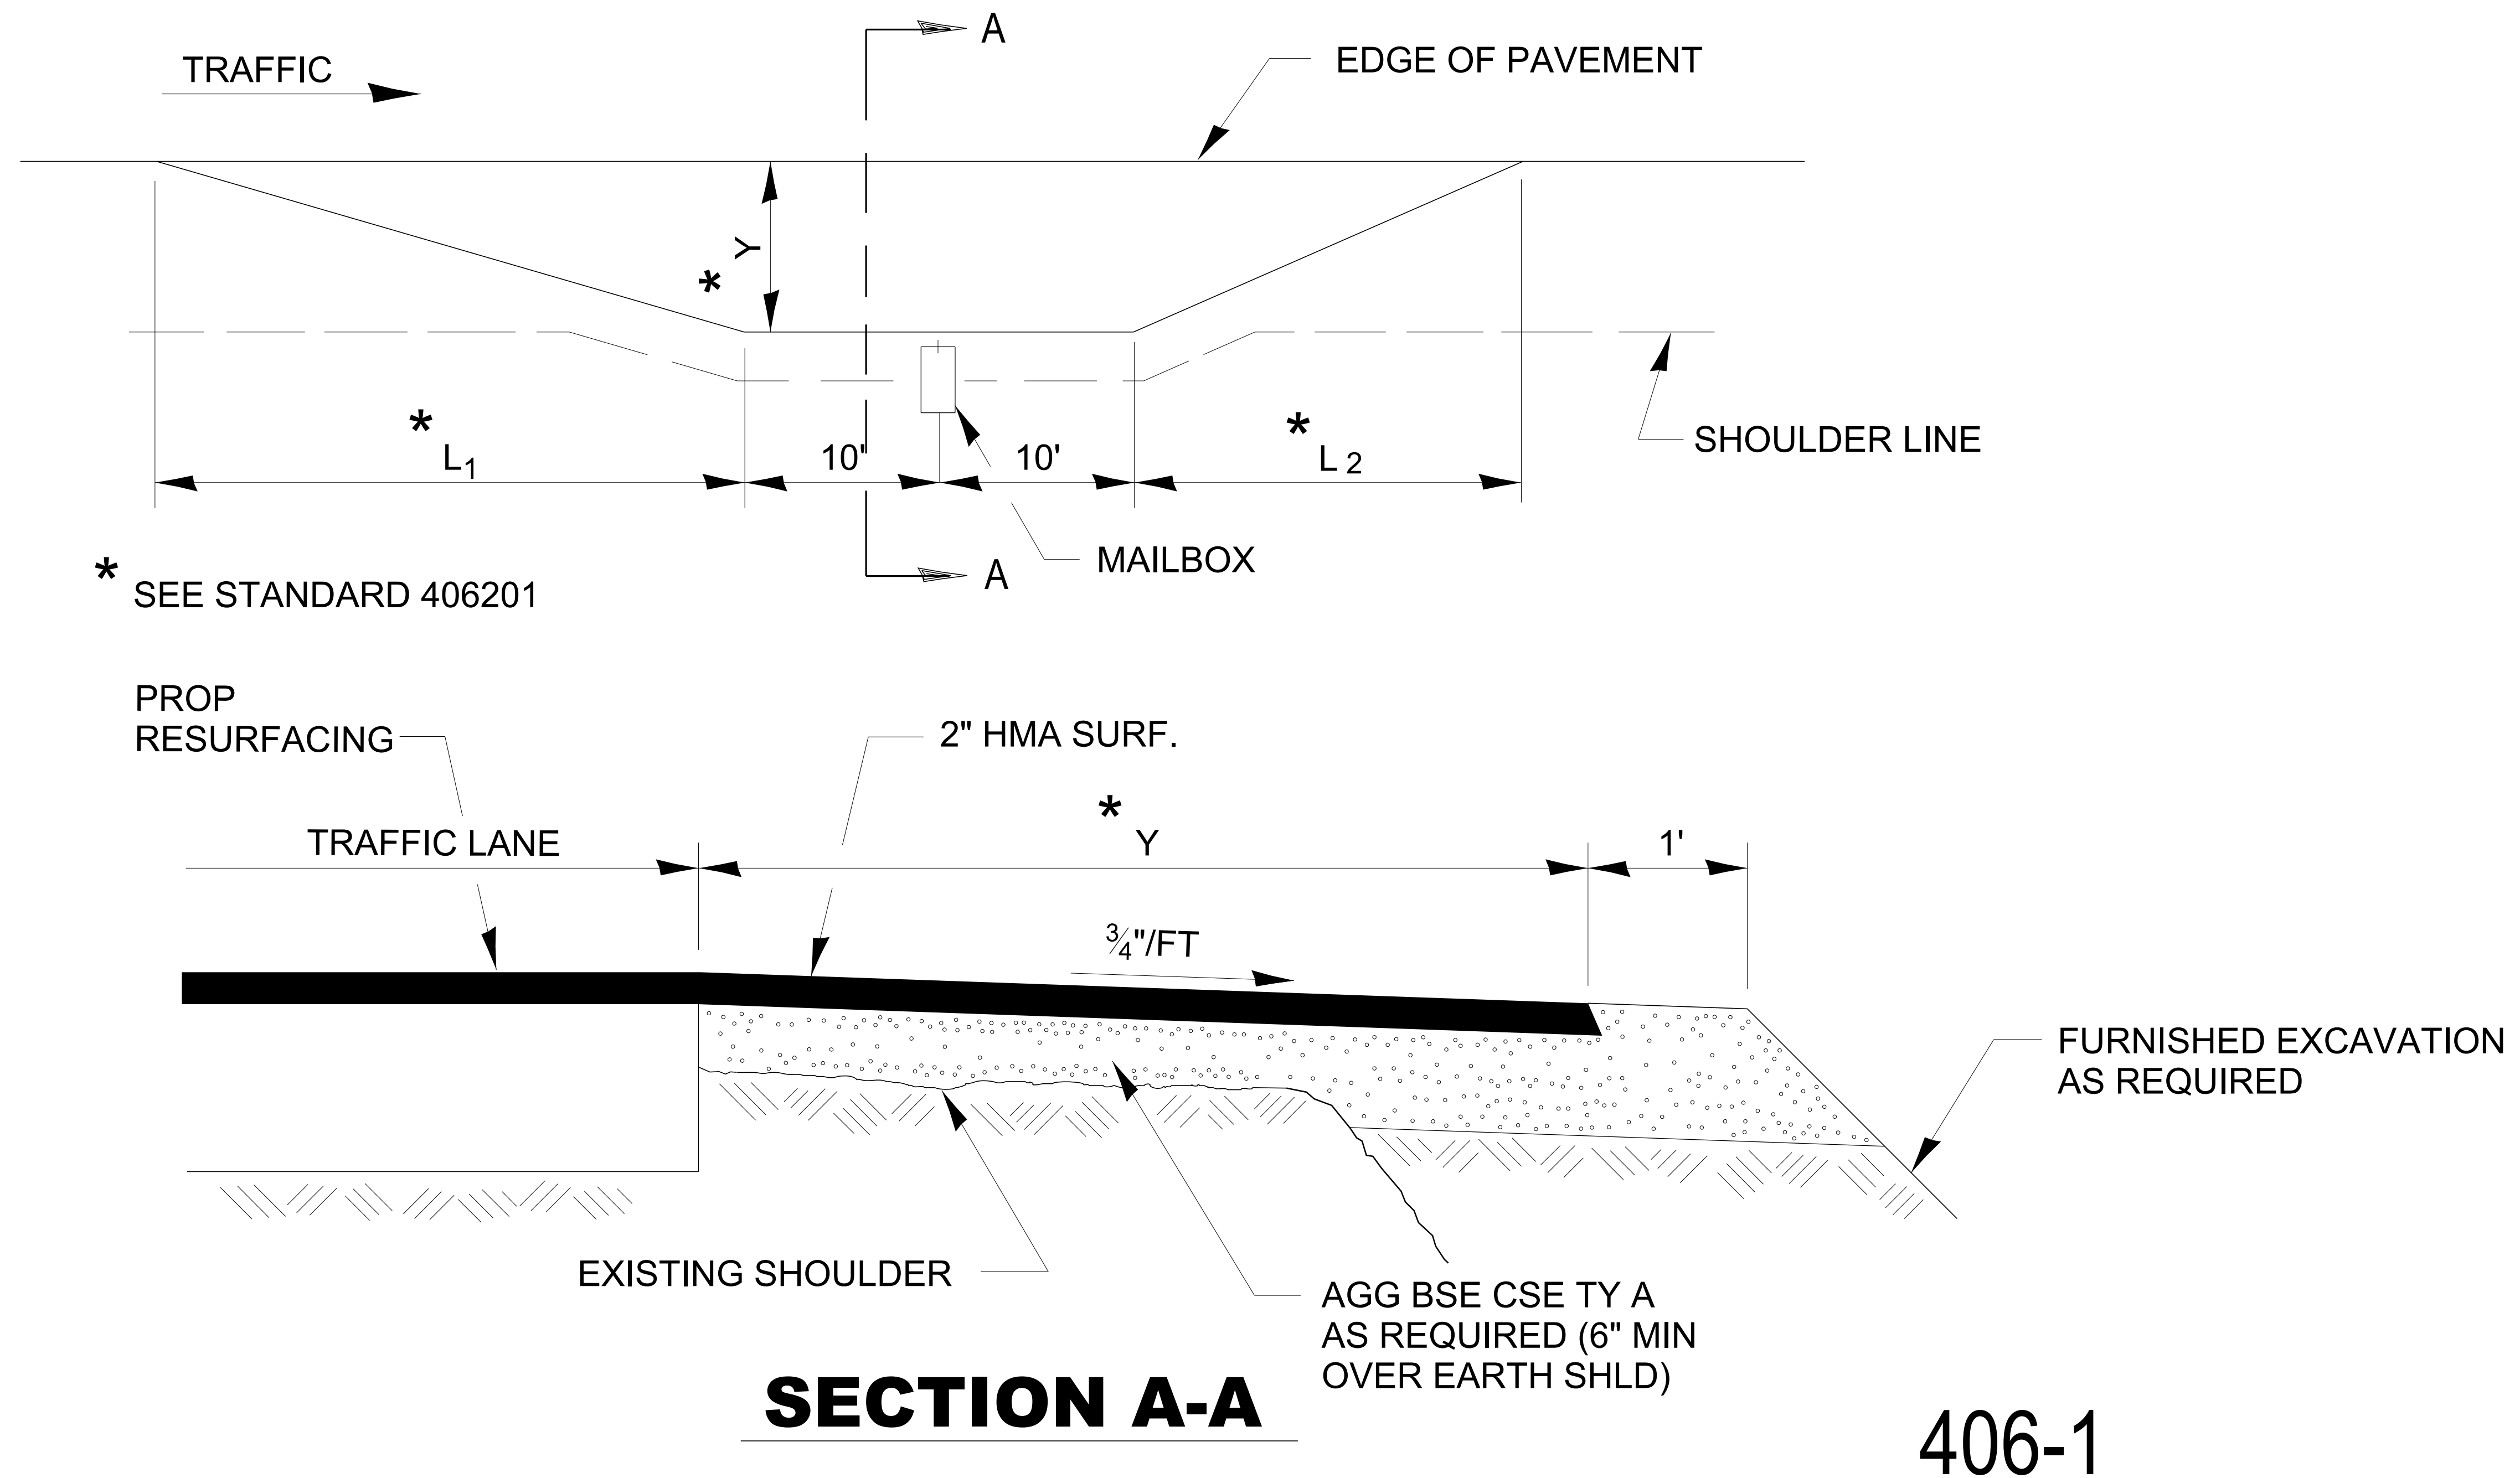 A
TRAFFIC
EDGE OF PAVEMENT
* Y
* L1
10'
10'
* L 2
SHOULDER LINE
MAILBOX
A
* SEE STANDARD 406201
PROP
RESURFACING
2" HMA SURF.
TRAFFIC LANE
* Y
1'
3/4"/FT
FURNISHED EXCAVATION
AS REQUIRED
EXISTING SHOULDER
AGG BSE CSE TY A
AS REQUIRED (6" MIN
OVER EARTH SHLD)
SECTION A-A
406-1